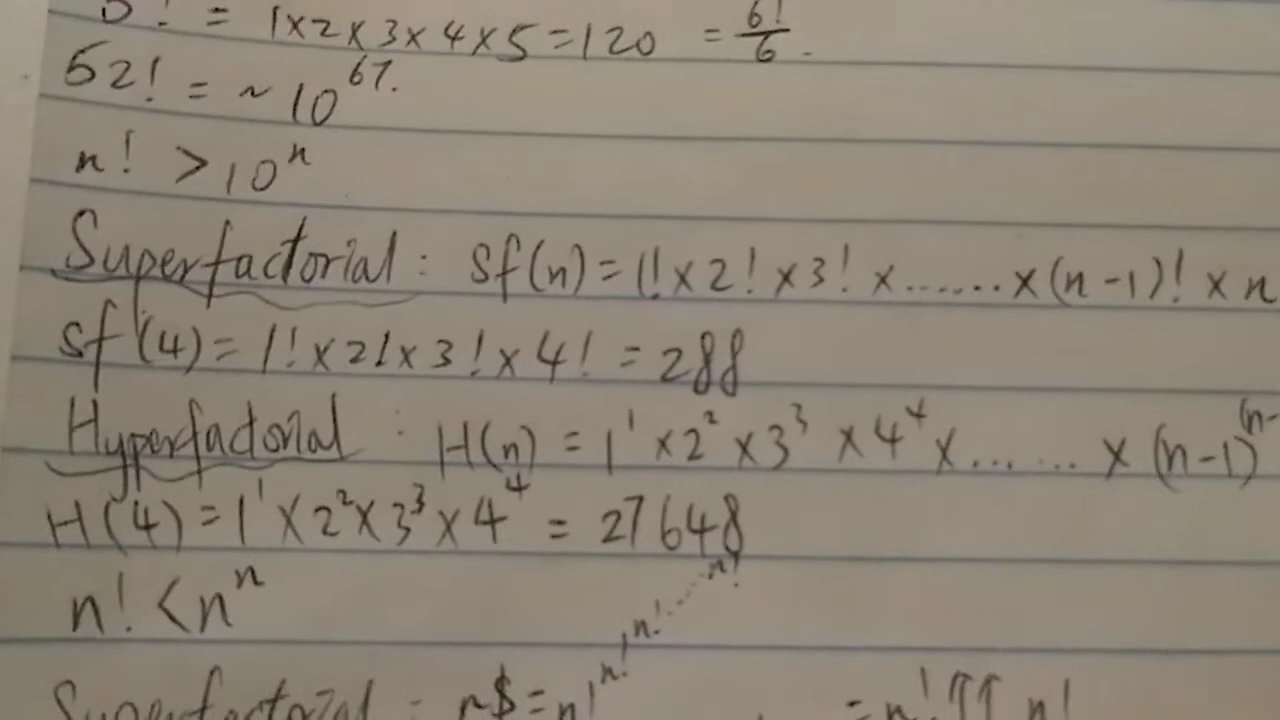 5! = 1×2×3×4×5=120 = 6!/6.
52! = ~10^67.
n! > 10^n
Superfactorial : sf(n) = 1! × 2! × 3! × ...... × (n-1)! × n
sf(4) = 1! × 2! × 3! × 4! = 288
Hyperfactorial : H(n) = 1^1 × 2^2 × 3^3 × 4^4 × ...... × (n-1)^(n-
H(4) = 1^1 × 2^2 × 3^3 × 4^4 = 27648
n! < n^n
Superfactorial : n$ = n!^n!^n!^...^n! = n!↑↑ n!